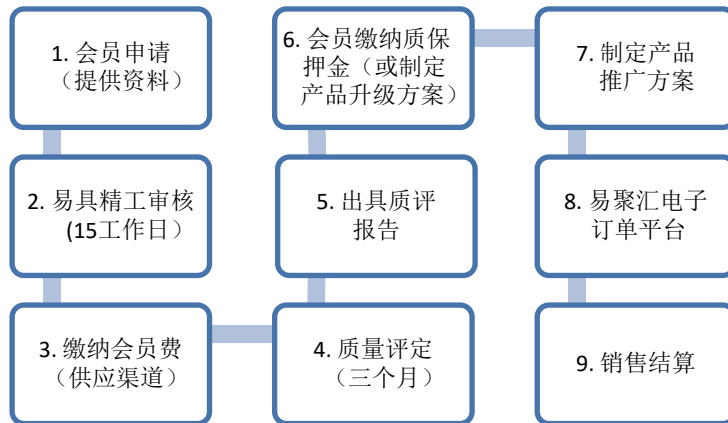 1. 会员申请
（提供资料）
2. 易具精工审核
(15工作日）
3. 缴纳会员费
（供应渠道）
4. 质量评定
（三个月）
5. 出具质评
报告
6. 会员缴纳质保
押金（或制定
产品升级方案）
7. 制定产品
推广方案
8. 易聚汇电子
订单平台
9. 销售结算